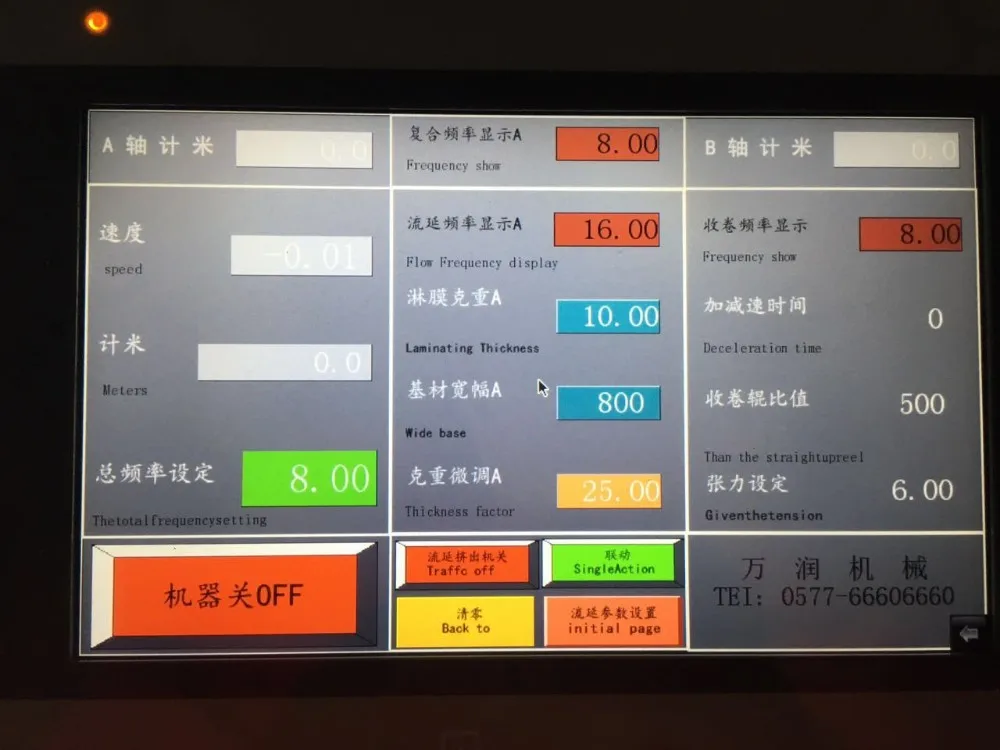 A 轴 计 米 0.0
速度
speed
-0.01
计米
Meters
0.0
总频率设定
8.00
Thetotalfrequencysetting
机器关OFF
复合频率显示A
8.00
Frequency show
流延频率显示A
16.00
Flow Frequency display
淋膜克重A
10.00
Laminating Thickness
基材宽幅A
800
Wide base
克重微调A
25.00
Thickness factor
流延挤出机关
Traffc off
联动
SingleAction
清零
Back to
流延参数设置
initial page
B 轴 计 米 0.0
收卷频率显示
8.00
Frequency show
加减速时间
0
Deceleration time
收卷辊比值
500
Than the straightupreel
张力设定
6.00
Giventhetension
万 润 机 械
TEI: 0577-66606660